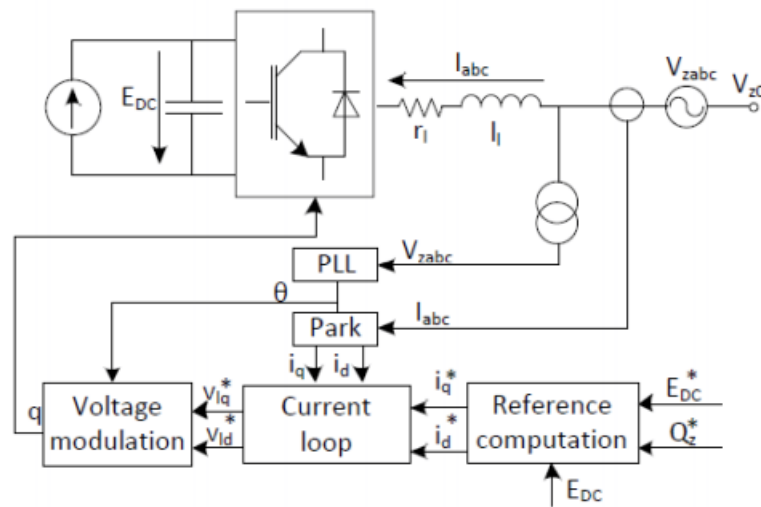 I_abc
V_zabc
V_z0
E_DC
r_l
l_l
PLL
V_zabc
θ
Park
I_abc
i_q i_d
q
Voltage
modulation
v_lq*
v_ld*
Current
loop
i_q*
i_d*
Reference
computation
E_DC*
Q_z*
E_DC